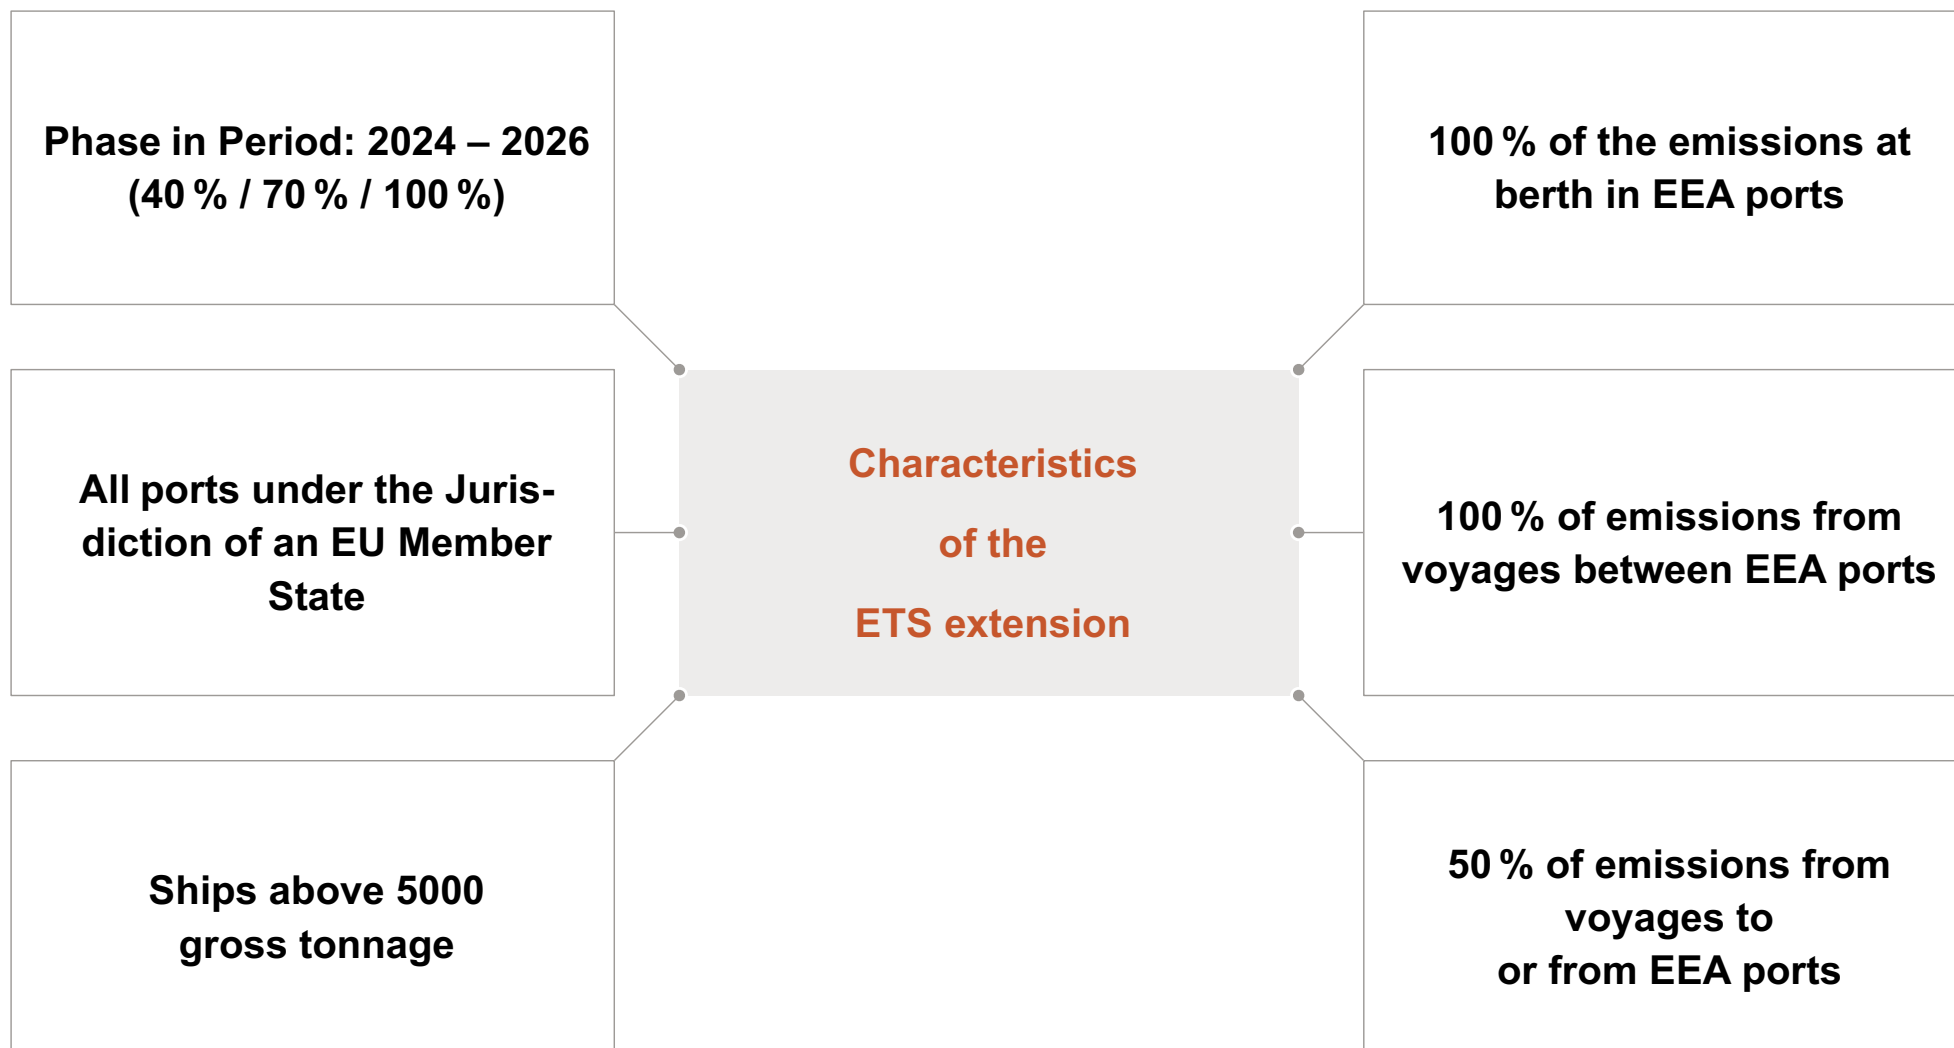 Phase in Period: 2024 – 2026
(40 % / 70 % / 100 %)
All ports under the Juris-
diction of an EU Member
State
Ships above 5000
gross tonnage
Characteristics
of the
ETS extension
100 % of the emissions at
berth in EEA ports
100 % of emissions from
voyages between EEA ports
50 % of emissions from
voyages to
or from EEA ports